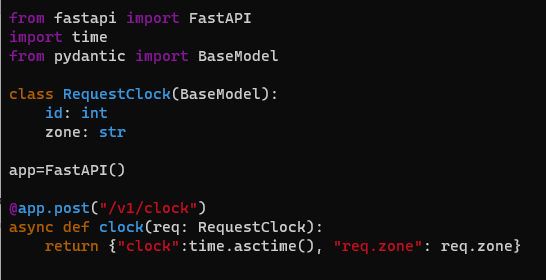 from fastapi import FastAPI
import time
from pydantic import BaseModel

class RequestClock(BaseModel):
    id: int
    zone: str

app=FastAPI()

@app.post("/v1/clock")
async def clock(req: RequestClock):
    return {"clock":time.asctime(), "req.zone": req.zone}